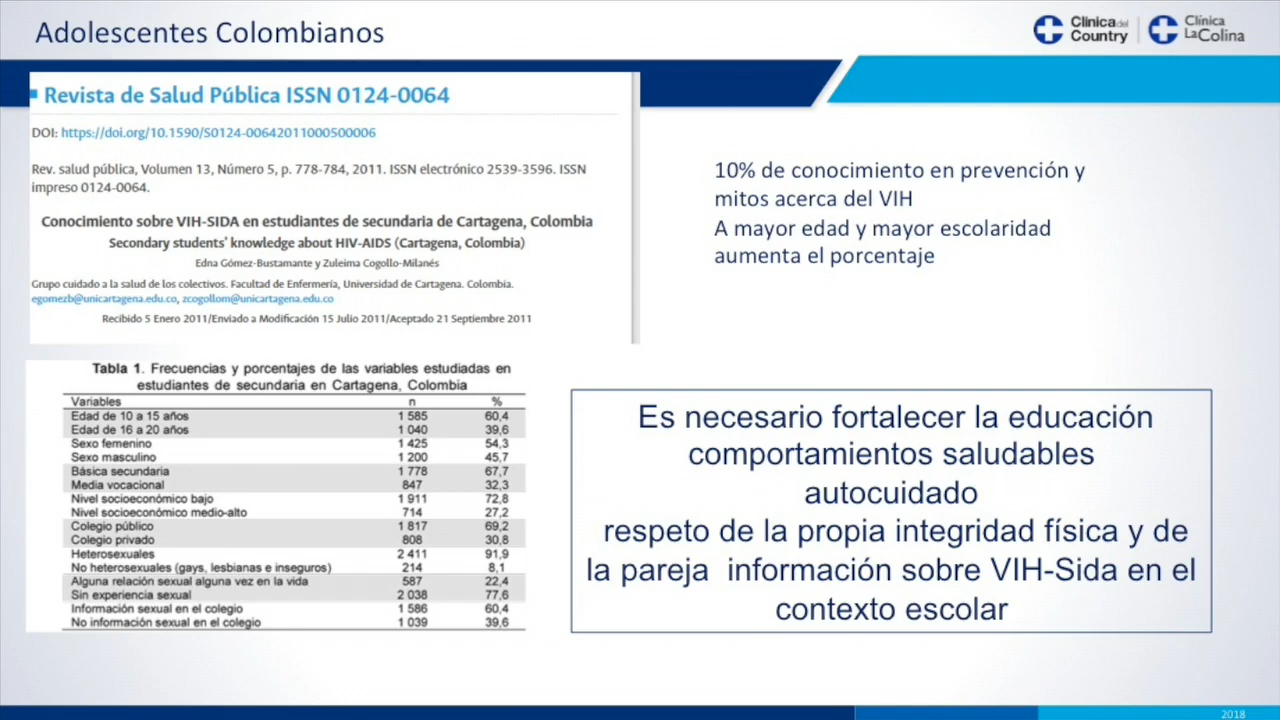 Adolescentes Colombianos
Clínica del Country
Clínica La Colina
Revista de Salud Pública ISSN 0124-0064
DOI: https://doi.org/10.1590/S0124-00642011000500006
Rev. salud pública, Volumen 13, Número 5, p. 778-784, 2011. ISSN electrónico 2539-3596. ISSN
impreso 0124-0064.
Conocimiento sobre VIH-SIDA en estudiantes de secundaria de Cartagena, Colombia
Secondary students' knowledge about HIV-AIDS (Cartagena, Colombia)
Edna Gómez-Bustamante y Zuleima Cogollo-Milanés
Grupo cuidado a la salud de los colectivos. Facultad de Enfermería, Universidad de Cartagena. Colombia.
egomezb@unicartagena.edu.co, zcogollom@unicartagena.edu.co
Recibido 5 Enero 2011/Enviado a Modificación 15 Julio 2011/Aceptado 21 Septiembre 2011
10% de conocimiento en prevención y
mitos acerca del VIH
A mayor edad y mayor escolaridad
aumenta el porcentaje
Tabla 1. Frecuencias y porcentajes de las variables estudiadas en
estudiantes de secundaria en Cartagena, Colombia
Variables n %
Edad de 10 a 15 años 1 585 60,4
Edad de 16 a 20 años 1 040 39,6
Sexo femenino 1 425 54,3
Sexo masculino 1 200 45,7
Básica secundaria 1 778 67,7
Media vocacional 847 32,3
Nivel socioeconómico bajo 1 911 72,8
Nivel socioeconómico medio-alto 714 27,2
Colegio público 1 817 69,2
Colegio privado 808 30,8
Heterosexuales 2 411 91,9
No heterosexuales (gays, lesbianas e inseguros) 214 8,1
Alguna relación sexual alguna vez en la vida 587 22,4
Sin experiencia sexual 2 038 77,6
Información sexual en el colegio 1 586 60,4
No información sexual en el colegio 1 039 39,6
Es necesario fortalecer la educación
comportamientos saludables
autocuidado
respeto de la propia integridad física y de
la pareja información sobre VIH-Sida en el
contexto escolar
2018